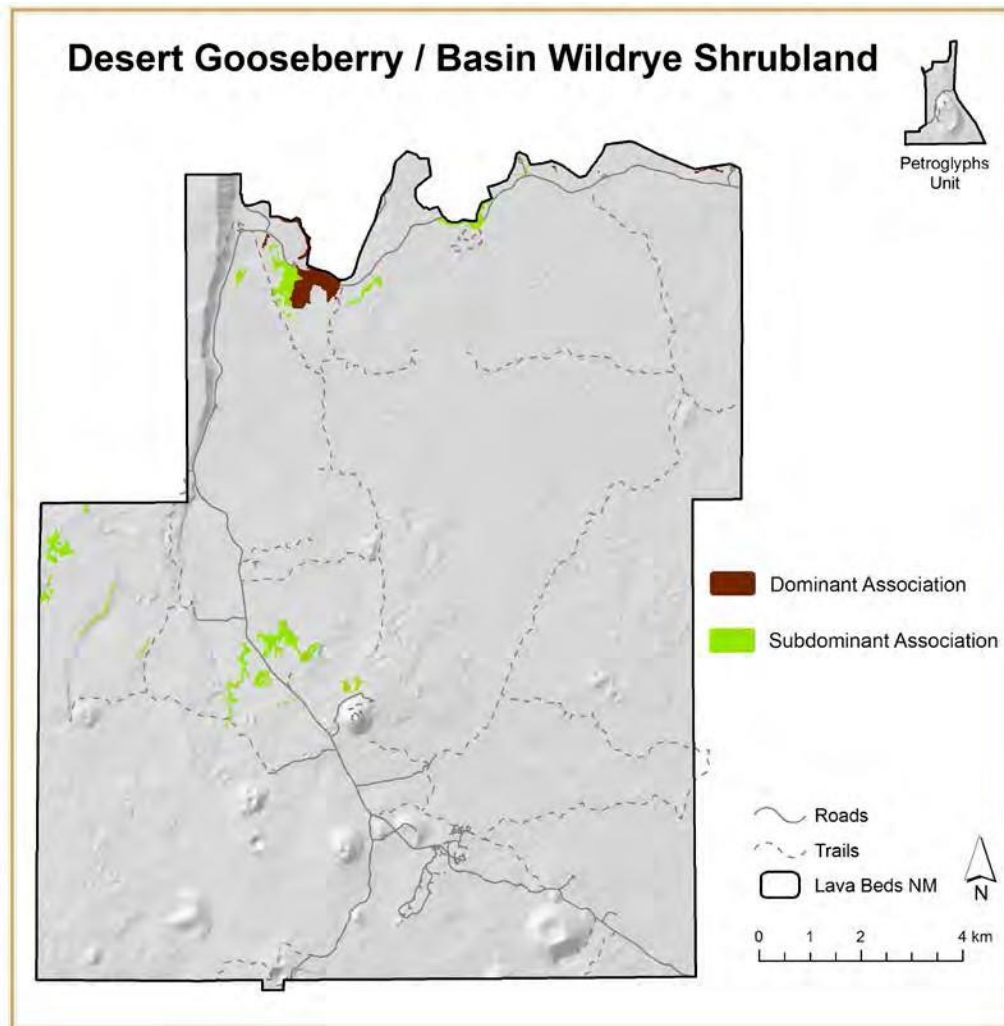 Desert Gooseberry / Basin Wildrye Shrubland
Petroglyphs
Unit
Dominant Association
Subdominant Association
Roads
Trails
Lava Beds NM
N
0 1 2 4 km